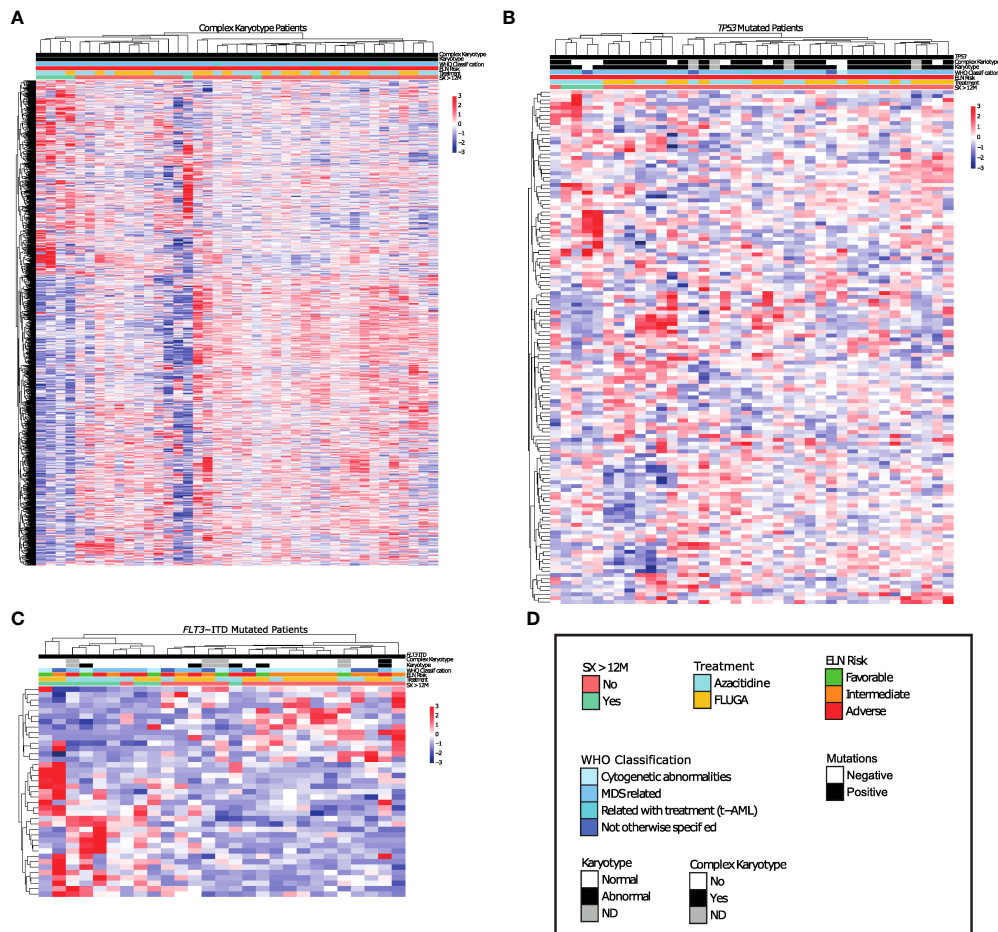 A
Complex Karyotype Patients
Complex Karyotype
Karyotype
WHO Classification
ELN Risk
Treatment
SX > 12M
3
2
1
0
−1
−2
−3
B
TP53 Mutated Patients
TP53
Complex Kariotype
Karyotype
WHO Classification
ELN Risk
Treatment
SX > 12M
3
2
1
0
−1
−2
−3
C
FLT3−ITD Mutated Patients
FLT3 ITD
Complex Karyotype
Karyotype
WHO Classification
ELN Risk
Treatment
SX > 12M
3
2
1
0
−1
−2
−3
D
SX > 12M
No
Yes
Treatment
Azacitidine
FLUGA
ELN Risk
Favorable
Intermediate
Adverse
WHO Classification
Cytogenetic abnormalities
MDS related
Related with treatment (t−AML)
Not otherwise specified
Mutations
Negative
Positive
Karyotype
Normal
Abnormal
ND
Complex Karyotype
No
Yes
ND